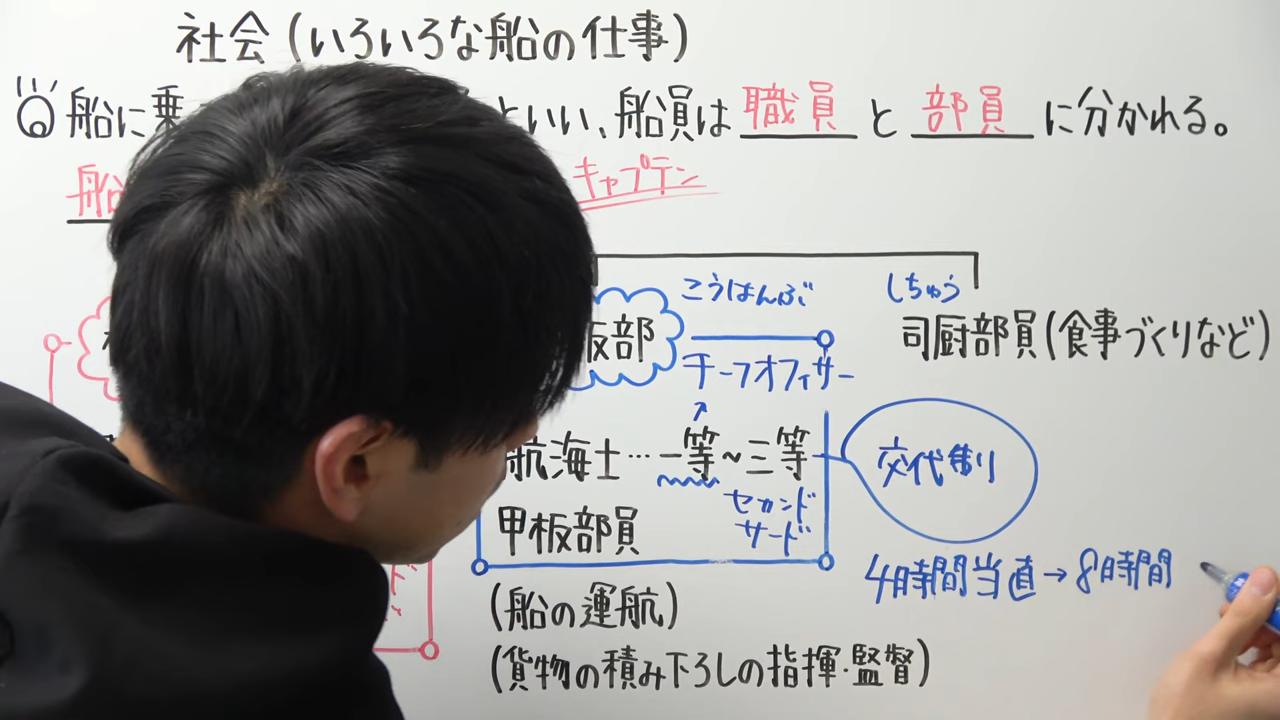 社会(いろいろな船の仕事)
船に乗 といい、船員は 職員 と 部員 に分かれる。
船 キャプテン
こうはんぶ しちゅう
板部 司厨部員(食事づくりなど)
チーフオフィサー
航海士…一等~三等 交代制り
セカンド
甲板部員 サード
4時間当直→8時間
(船の運航)
(貨物の積み下ろしの指揮・監督)